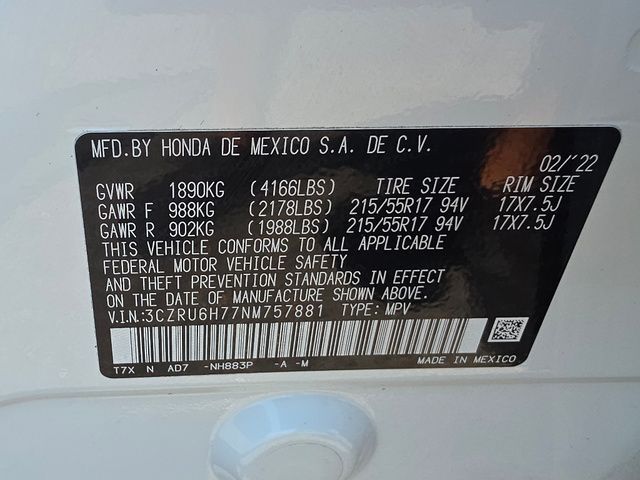 MFD.BY HONDA DE MEXICO S.A. DE C.V.
02/'22
GVWR 1890KG (4166LBS) TIRE SIZE RIM SIZE
GAWR F 988KG (2178LBS) 215/55R17 94V 17X7.5J
GAWR R 902KG (1988LBS) 215/55R17 94V 17X7.5J
THIS VEHICLE CONFORMS TO ALL APPLICABLE
FEDERAL MOTOR VEHICLE SAFETY
AND THEFT PREVENTION STANDARDS IN EFFECT
ON THE DATE OF MANUFACTURE SHOWN ABOVE.
V.I.N:3CZRU6H77NM757881 TYPE: MPV
T7X N AD7 -NH883P -A -M MADE IN MEXICO